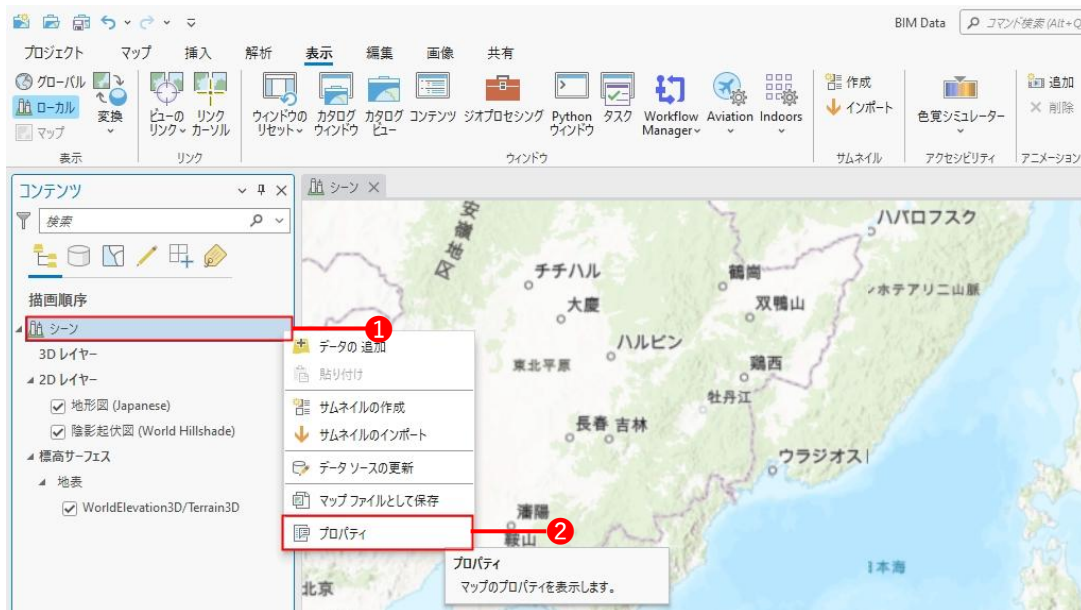 BIM Data
コマンド検索 (Alt+Q
プロジェクト マップ 挿入 解析 表示 編集 画像 共有
グローバル
ローカル
マップ
変換
表示
ビューの リンク
リンク カーソル
リンク
ウィンドウの
リセット
カタログ
ウィンドウ
カタログ
ビュー
コンテンツ
ジオプロセシング
Python
ウィンドウ
タスク
Workflow
Manager
Aviation
Indoors
ウィンドウ
作成
インポート
サムネイル
色覚シミュレーター
アクセシビリティ
追加
削除
アニメーション
コンテンツ
検索
描画順序
シーン
3D レイヤー
2D レイヤー
地形図 (Japanese)
陰影起伏図 (World Hillshade)
標高サーフェス
地表
WorldElevation3D/Terrain3D
1
データの 追加
貼り付け
サムネイルの作成
サムネイルのインポート
データ ソースの更新
マップ ファイルとして保存
プロパティ
2
プロパティ
マップのプロパティを表示します。
シーン
ハバロフスク
チチハル
鶴崗
ホテアリニ山脈
大慶
双鴨山
ハルビン
東北平原
鶏西
牡丹江
長春 吉林
ウラジオス
瀋陽
鞍山
北京
日本海